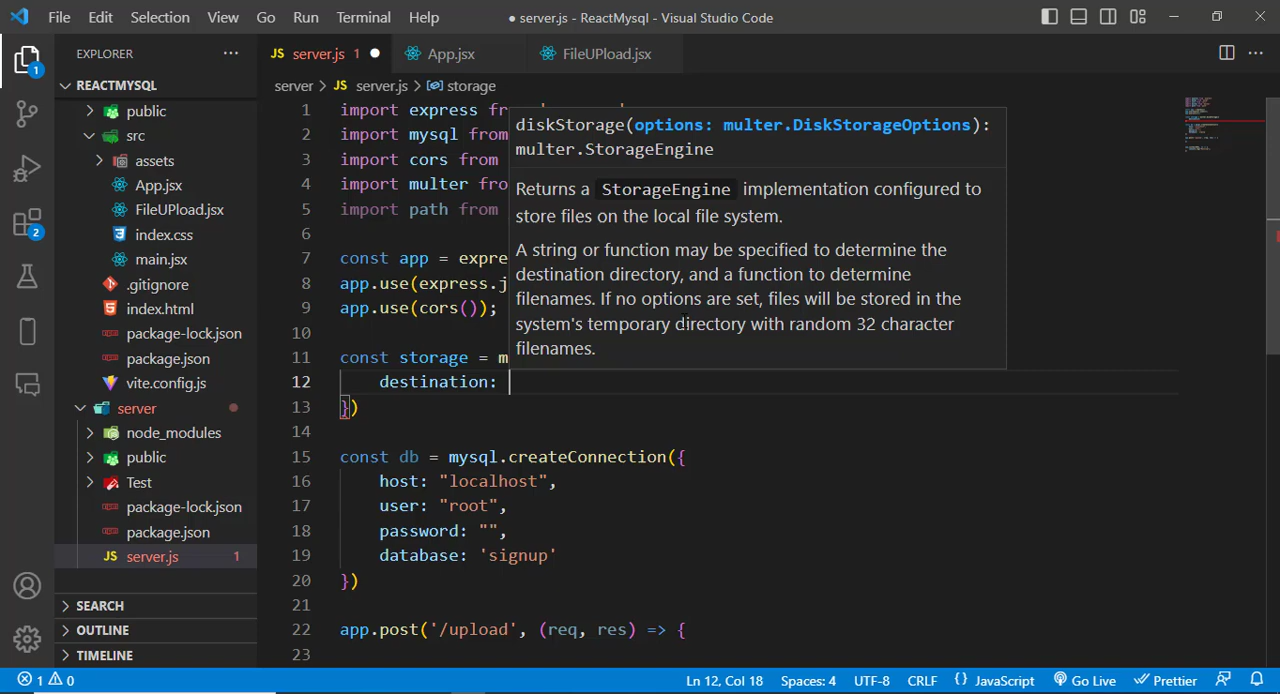 File Edit Selection View Go Run Terminal Help ● server.js - ReactMysql - Visual Studio Code
EXPLORER ···
JS server.js 1 ● App.jsx FileUPload.jsx
REACTMYSQL
server > JS server.js > storage
public
src
assets
App.jsx
FileUPload.jsx
index.css
main.jsx
.gitignore
index.html
package-lock.json
package.json
vite.config.js
server
node_modules
public
Test
package-lock.json
package.json
JS server.js 1
SEARCH
OUTLINE
TIMELINE
1
2
1 import express fr
2 import mysql from
3 import cors from
4 import multer fro
5 import path from
6
7 const app = expre
8 app.use(express.j
9 app.use(cors());
10
11 const storage = m
12 destination:
13 })
14
15 const db = mysql.createConnection({
16 host: "localhost",
17 user: "root",
18 password: "",
19 database: 'signup'
20 })
21
22 app.post('/upload', (req, res) => {
23
diskStorage(options: multer.DiskStorageOptions):
multer.StorageEngine
Returns a StorageEngine implementation configured to
store files on the local file system.
A string or function may be specified to determine the
destination directory, and a function to determine
filenames. If no options are set, files will be stored in the
system's temporary directory with random 32 character
filenames.
1 0 Ln 12, Col 18 Spaces: 4 UTF-8 CRLF {} JavaScript Go Live Prettier